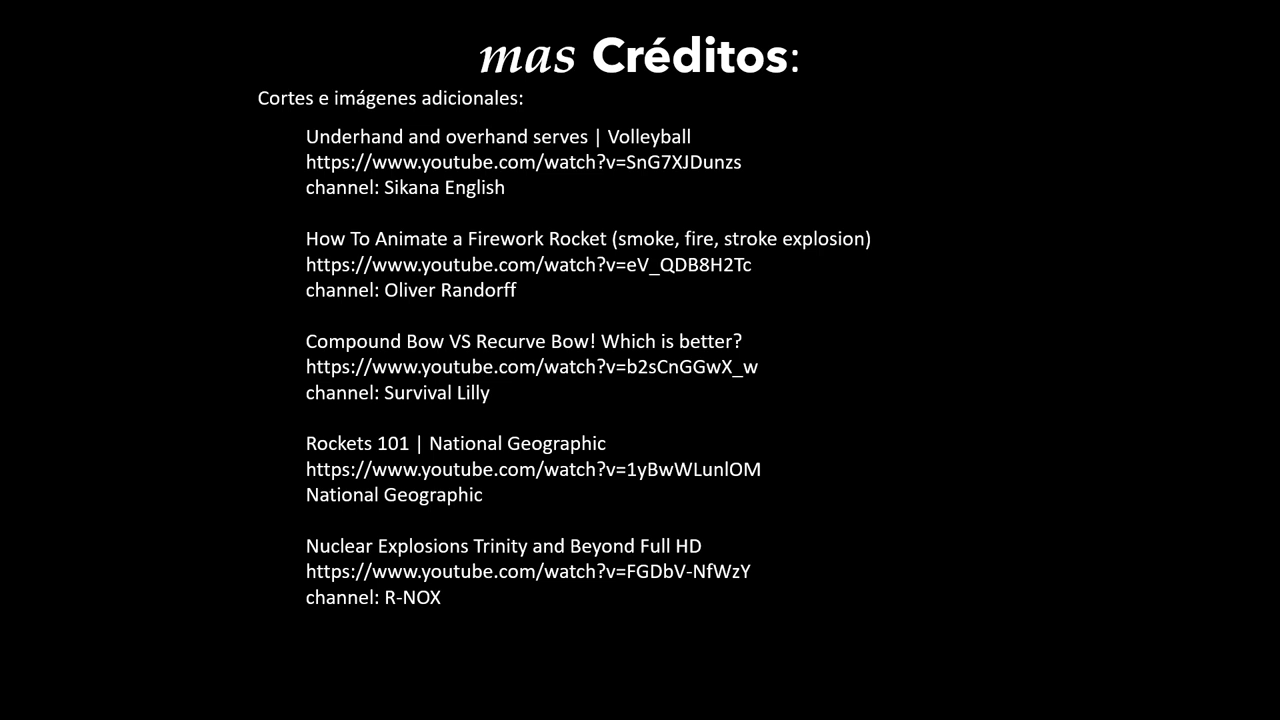 mas Créditos:
Cortes e imágenes adicionales:
Underhand and overhand serves | Volleyball
https://www.youtube.com/watch?v=SnG7XJDunzs
channel: Sikana English
How To Animate a Firework Rocket (smoke, fire, stroke explosion)
https://www.youtube.com/watch?v=eV_QDB8H2Tc
channel: Oliver Randorff
Compound Bow VS Recurve Bow! Which is better?
https://www.youtube.com/watch?v=b2sCnGGwX_w
channel: Survival Lilly
Rockets 101 | National Geographic
https://www.youtube.com/watch?v=1yBwWLunlOM
National Geographic
Nuclear Explosions Trinity and Beyond Full HD
https://www.youtube.com/watch?v=FGDbV-NfWzY
channel: R-NOX